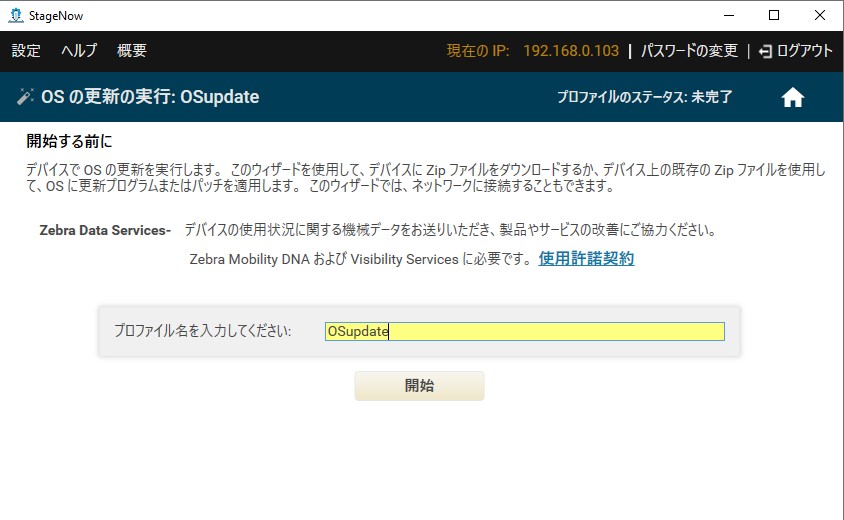 StageNow
設定 ヘルプ 概要 現在の IP: 192.168.0.103 | パスワードの変更 | ログアウト
OS の更新の実行: OSupdate プロファイルのステータス: 未完了
開始する前に
デバイスで OS の更新を実行します。 このウィザードを使用して、デバイスに Zip ファイルをダウンロードするか、デバイス上の既存の Zip ファイルを使用し
て、OS に更新プログラムまたはパッチを適用します。 このウィザードでは、ネットワークに接続することもできます。
Zebra Data Services- デバイスの使用状況に関する機械データをお送りいただき、製品やサービスの改善にご協力ください。
Zebra Mobility DNA および Visibility Services に必要です。 使用許諾契約
プロファイル名を入力してください: OSupdate
開始